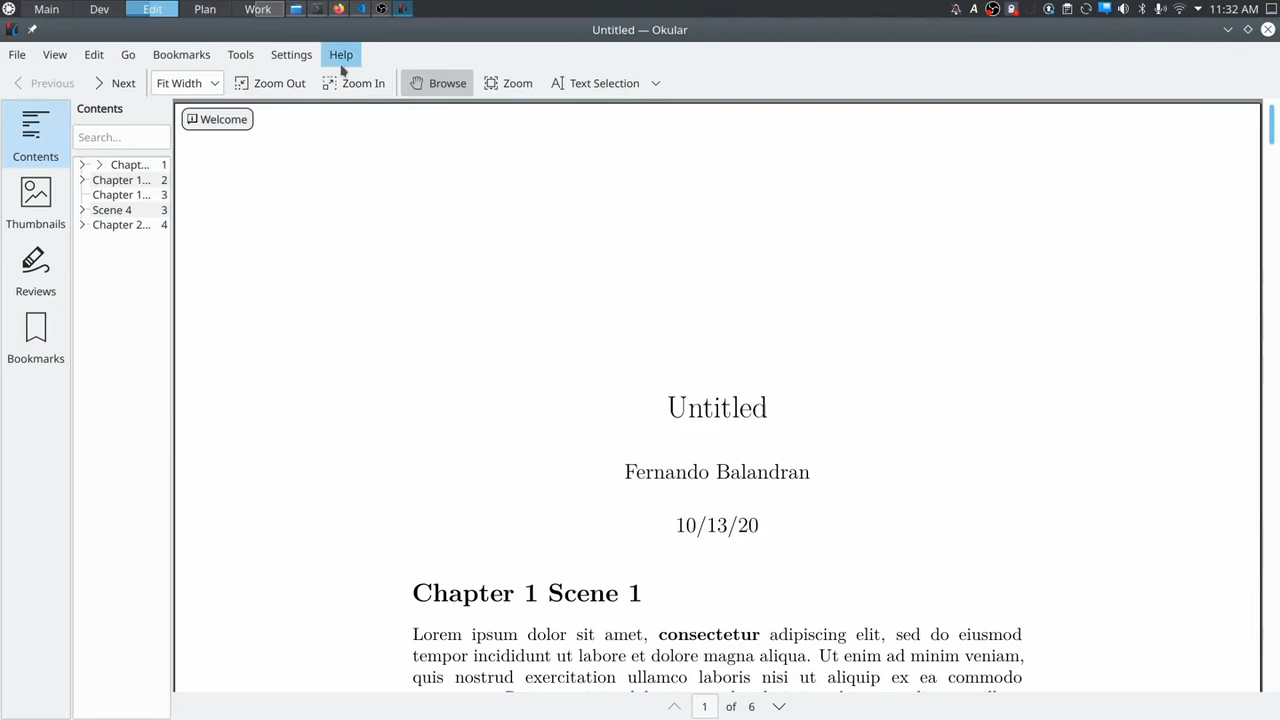 Main Dev Edit Plan Work 11:32 AM
Untitled — Okular
File View Edit Go Bookmarks Tools Settings Help
Previous Next Fit Width Zoom Out Zoom In Browse Zoom Text Selection
Contents
Thumbnails
Reviews
Bookmarks
Contents
Search...
Chapt... 1
Chapter 1... 2
Chapter 1... 3
Scene 4 3
Chapter 2... 4
Welcome
Untitled
Fernando Balandran
10/13/20
Chapter 1 Scene 1
Lorem ipsum dolor sit amet, consectetur adipiscing elit, sed do eiusmod
tempor incididunt ut labore et dolore magna aliqua. Ut enim ad minim veniam,
quis nostrud exercitation ullamco laboris nisi ut aliquip ex ea commodo
1 of 6